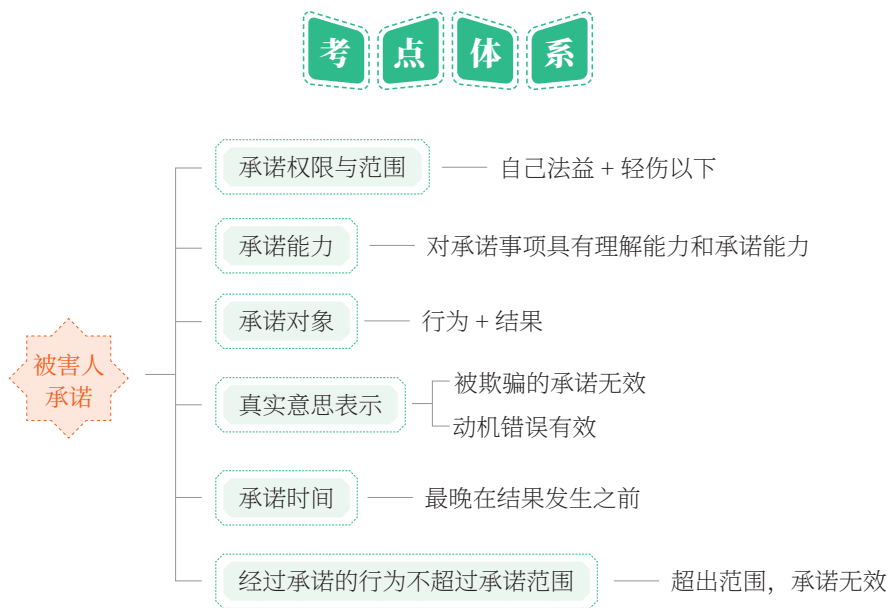 考点体系
承诺权限与范围
自己法益 + 轻伤以下
承诺能力
对承诺事项具有理解能力和承诺能力
承诺对象
行为 + 结果
被害人
承诺
真实意思表示
被欺骗的承诺无效
动机错误有效
承诺时间
最晚在结果发生之前
经过承诺的行为不超过承诺范围
超出范围，承诺无效